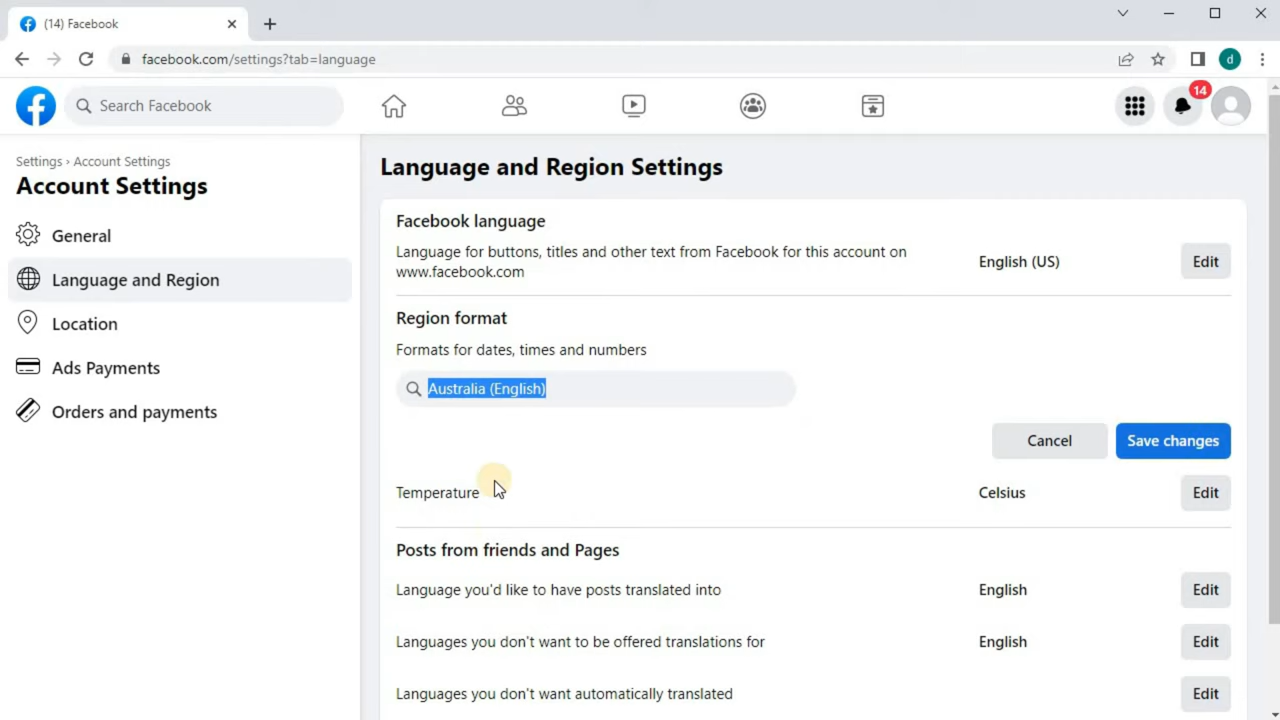 (14) Facebook
facebook.com/settings?tab=language
d
Search Facebook
14
Settings › Account Settings
Account Settings
General
Language and Region
Location
Ads Payments
Orders and payments
Language and Region Settings
Facebook language
Language for buttons, titles and other text from Facebook for this account on
www.facebook.com
English (US)
Edit
Region format
Formats for dates, times and numbers
Australia (English)
Cancel
Save changes
Temperature
Celsius
Edit
Posts from friends and Pages
Language you'd like to have posts translated into
English
Edit
Languages you don't want to be offered translations for
English
Edit
Languages you don't want automatically translated
Edit